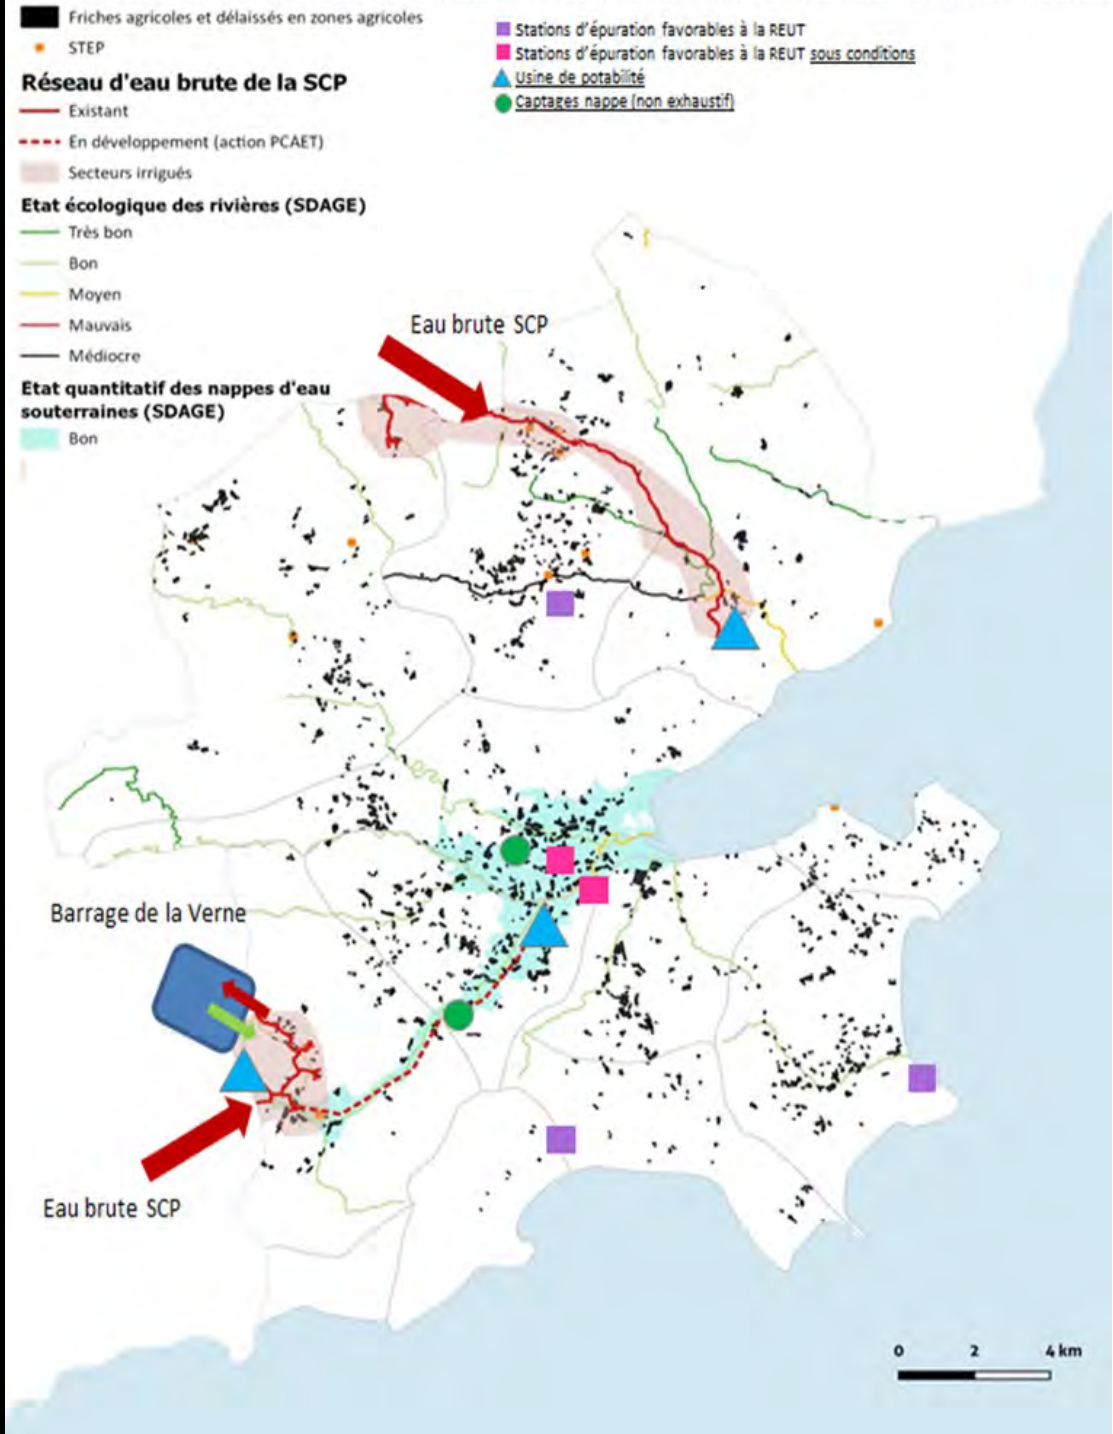 Friches agricoles et délaissés en zones agricoles
STEP
Réseau d'eau brute de la SCP
Existant
En développement (action PCAET)
Secteurs irrigués
Etat écologique des rivières (SDAGE)
Très bon
Bon
Moyen
Mauvais
Médiocre
Etat quantitatif des nappes d'eau
souterraines (SDAGE)
Bon
Stations d'épuration favorables à la REUT
Stations d'épuration favorables à la REUT sous conditions
Usine de potabilité
Captages nappe (non exhaustif)
Eau brute SCP
Barrage de la Verne
Eau brute SCP
0 2 4 km